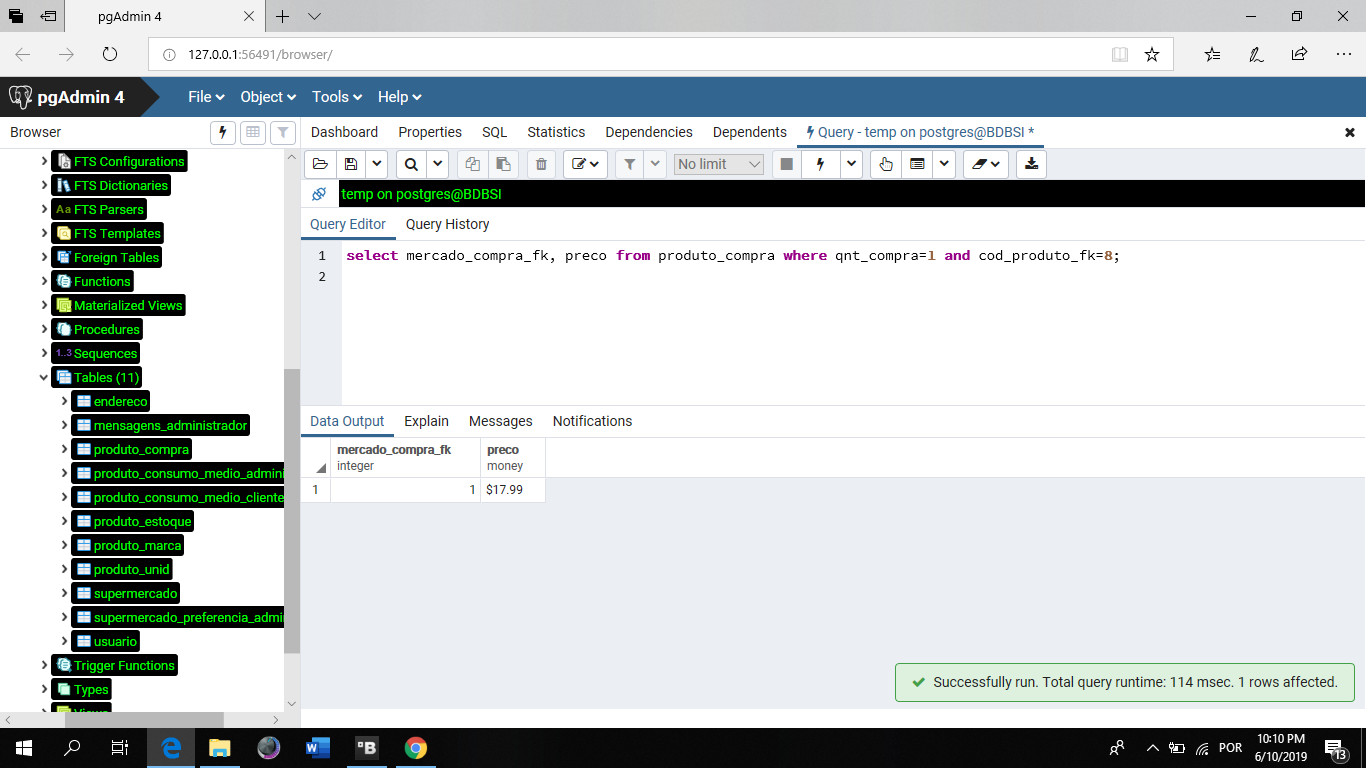 pgAdmin 4
127.0.0.1:56491/browser/
pgAdmin 4
File
Object
Tools
Help
Browser
Dashboard
Properties
SQL
Statistics
Dependencies
Dependents
Query - temp on postgres@BDBSI *
FTS Configurations
FTS Dictionaries
Aa FTS Parsers
FTS Templates
Foreign Tables
Functions
Materialized Views
Procedures
1..3 Sequences
Tables (11)
endereco
mensagens_administrador
produto_compra
produto_consumo_medio_admini
produto_consumo_medio_cliente
produto_estoque
produto_marca
produto_unid
supermercado
supermercado_preferencia_admi
usuario
Trigger Functions
Types
Views
No limit
temp on postgres@BDBSI
Query Editor
Query History
1 select mercado_compra_fk, preco from produto_compra where qnt_compra=1 and cod_produto_fk=8;
2
Data Output
Explain
Messages
Notifications
mercado_compra_fk
integer
preco
money
1 1 $17.99
Successfully run. Total query runtime: 114 msec. 1 rows affected.
POR
10:10 PM
6/10/2019
13